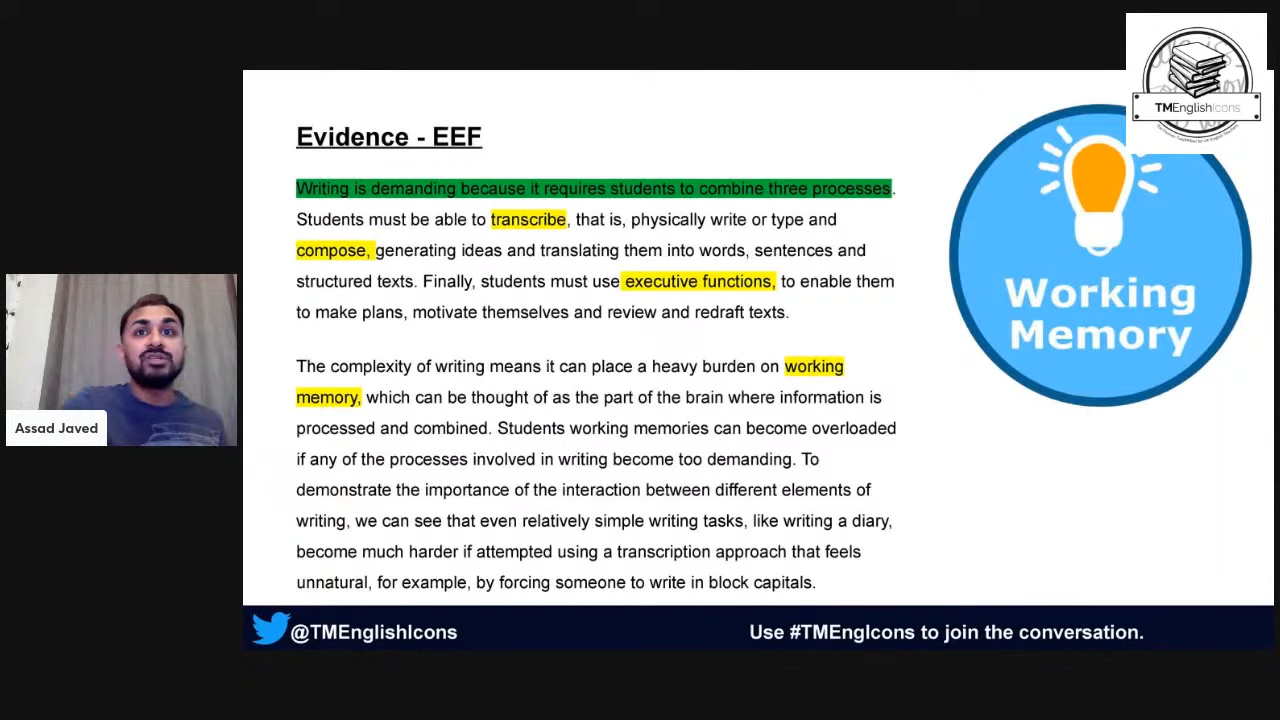 TMEnglishIcons
Evidence - EEF
Writing is demanding because it requires students to combine three processes.
Students must be able to transcribe, that is, physically write or type and
compose, generating ideas and translating them into words, sentences and
structured texts. Finally, students must use executive functions, to enable them
to make plans, motivate themselves and review and redraft texts.
The complexity of writing means it can place a heavy burden on working
memory, which can be thought of as the part of the brain where information is
processed and combined. Students working memories can become overloaded
if any of the processes involved in writing become too demanding. To
demonstrate the importance of the interaction between different elements of
writing, we can see that even relatively simple writing tasks, like writing a diary,
become much harder if attempted using a transcription approach that feels
unnatural, for example, by forcing someone to write in block capitals.
Working
Memory
Assad Javed
@TMEnglishIcons
Use #TMEngIcons to join the conversation.